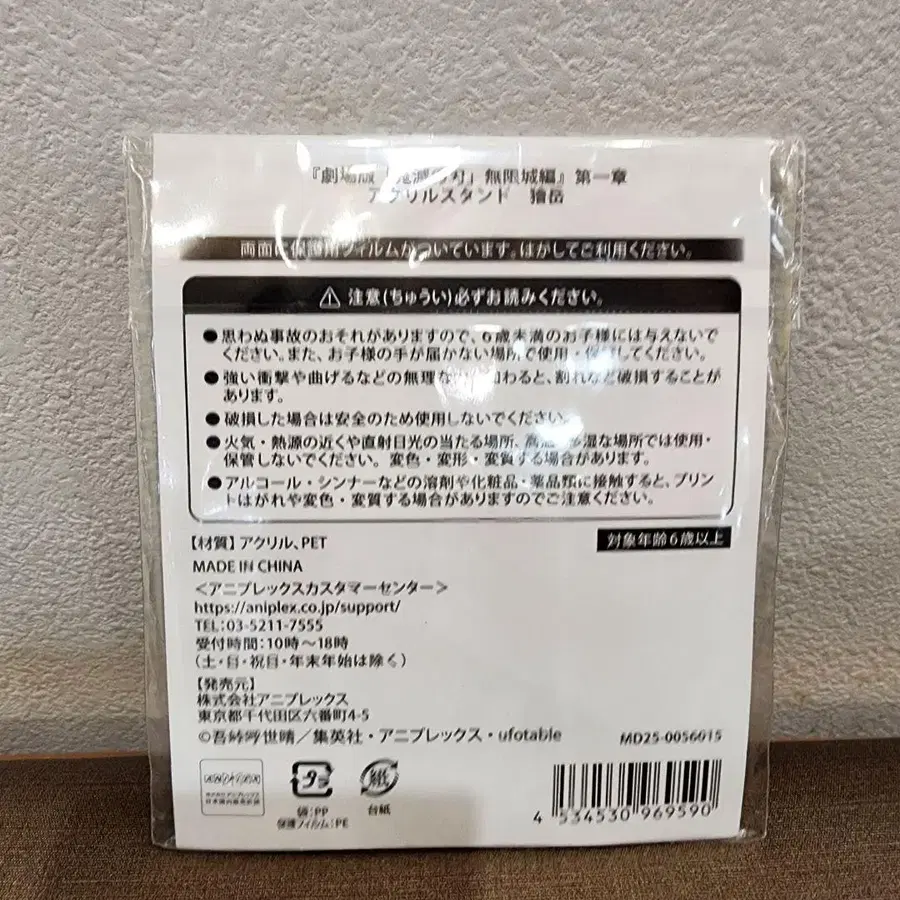 『劇場版「鬼滅の刃」無限城編』第一章
アクリルスタンド 獪岳
両面に保護用フィルムがついています。はがしてご利用ください。
注意(ちゅうい)必ずお読みください。
●思わぬ事故のおそれがありますので、6歳未満のお子様には与えないで
ください。また、お子様の手が届かない場所で使用・保管してください。
●強い衝撃や曲げるなどの無理な 加わると、割れなど破損することが
あります。
●破損した場合は安全のため使用しないでください。
●火気・熱源の近くや直射日光の当たる場所、高温・多湿な場所では使用・
保管しないでください。変色・変形・変質する場合があります。
●アルコール・シンナーなどの溶剤や化粧品・薬品類に接触すると、プリン
トはがれや変色・変質する場合がありますのでご注意ください。
【材質】アクリル、PET
対象年齢6歳以上
MADE IN CHINA
＜アニプレックスカスタマーセンター＞
https://aniplex.co.jp/support/
TEL:03-5211-7555
受付時間:10時～18時
(土・日・祝日・年末年始は除く)
【発売元】
株式会社アニプレックス
東京都千代田区六番町4-5
©吾峠呼世晴／集英社・アニプレックス・ufotable
MD25-0056015
プラ
袋:PP
保護フィルム:PE
紙
台紙
4 534530 969590